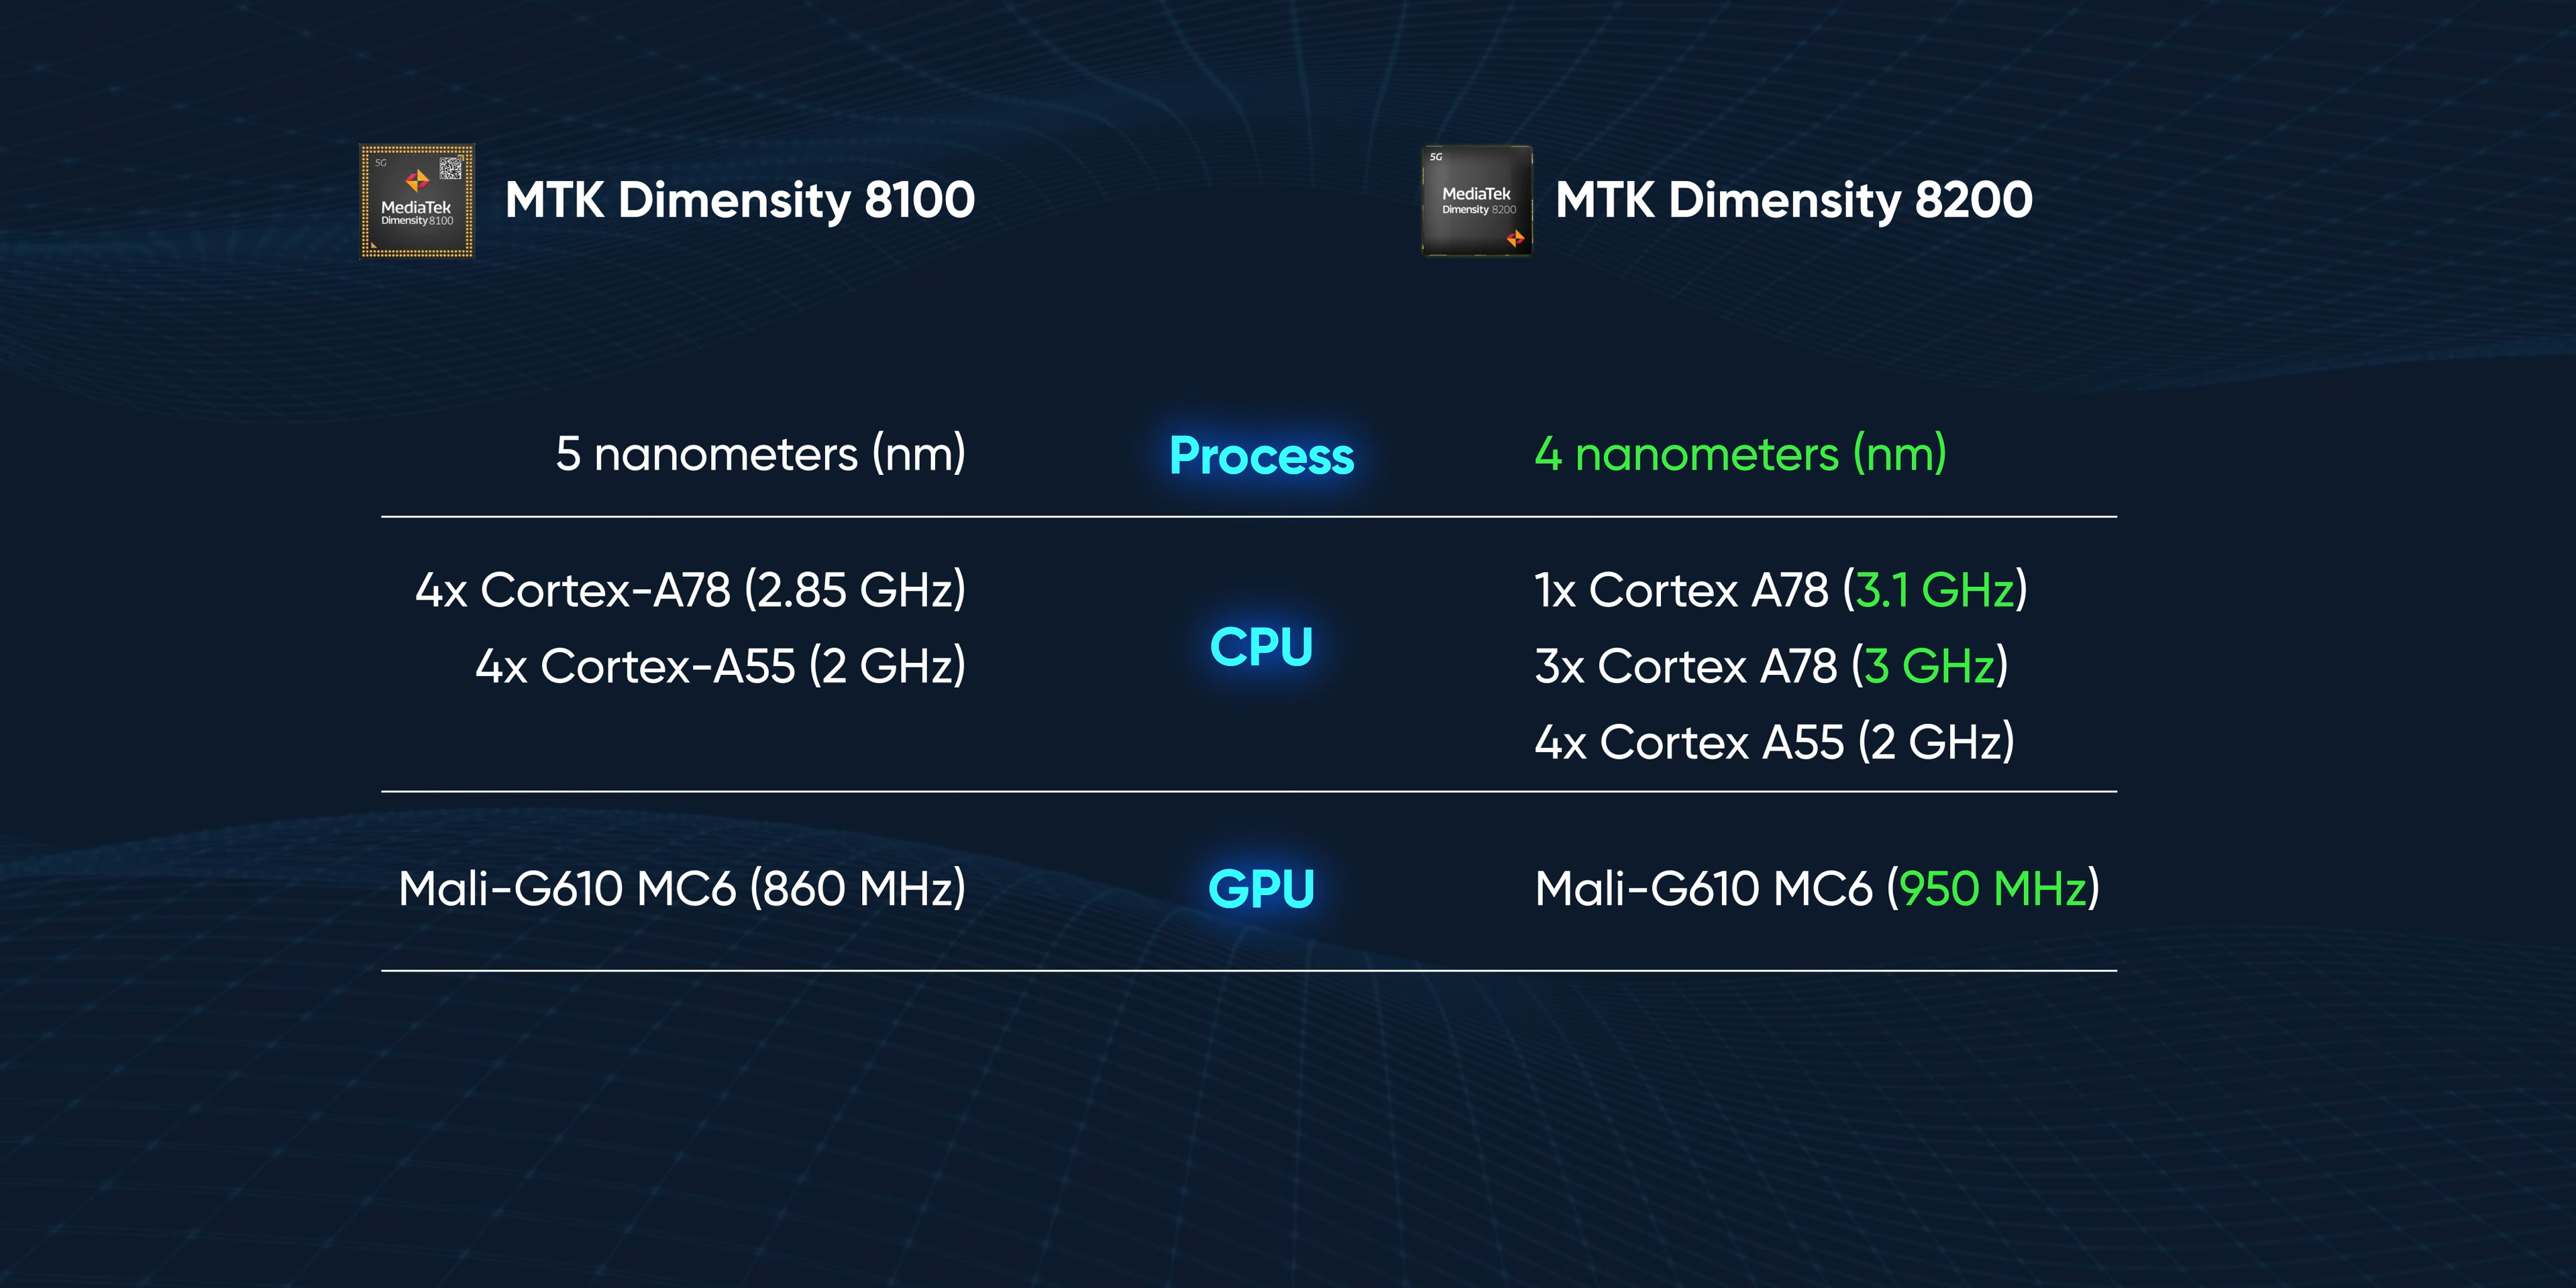 5G
MediaTek
Dimensity 8100
MTK Dimensity 8100
5G
MediaTek
Dimensity 8200
MTK Dimensity 8200
5 nanometers (nm) Process 4 nanometers (nm)
4x Cortex-A78 (2.85 GHz)
4x Cortex-A55 (2 GHz)
CPU
1x Cortex A78 (3.1 GHz)
3x Cortex A78 (3 GHz)
4x Cortex A55 (2 GHz)
Mali-G610 MC6 (860 MHz) GPU Mali-G610 MC6 (950 MHz)